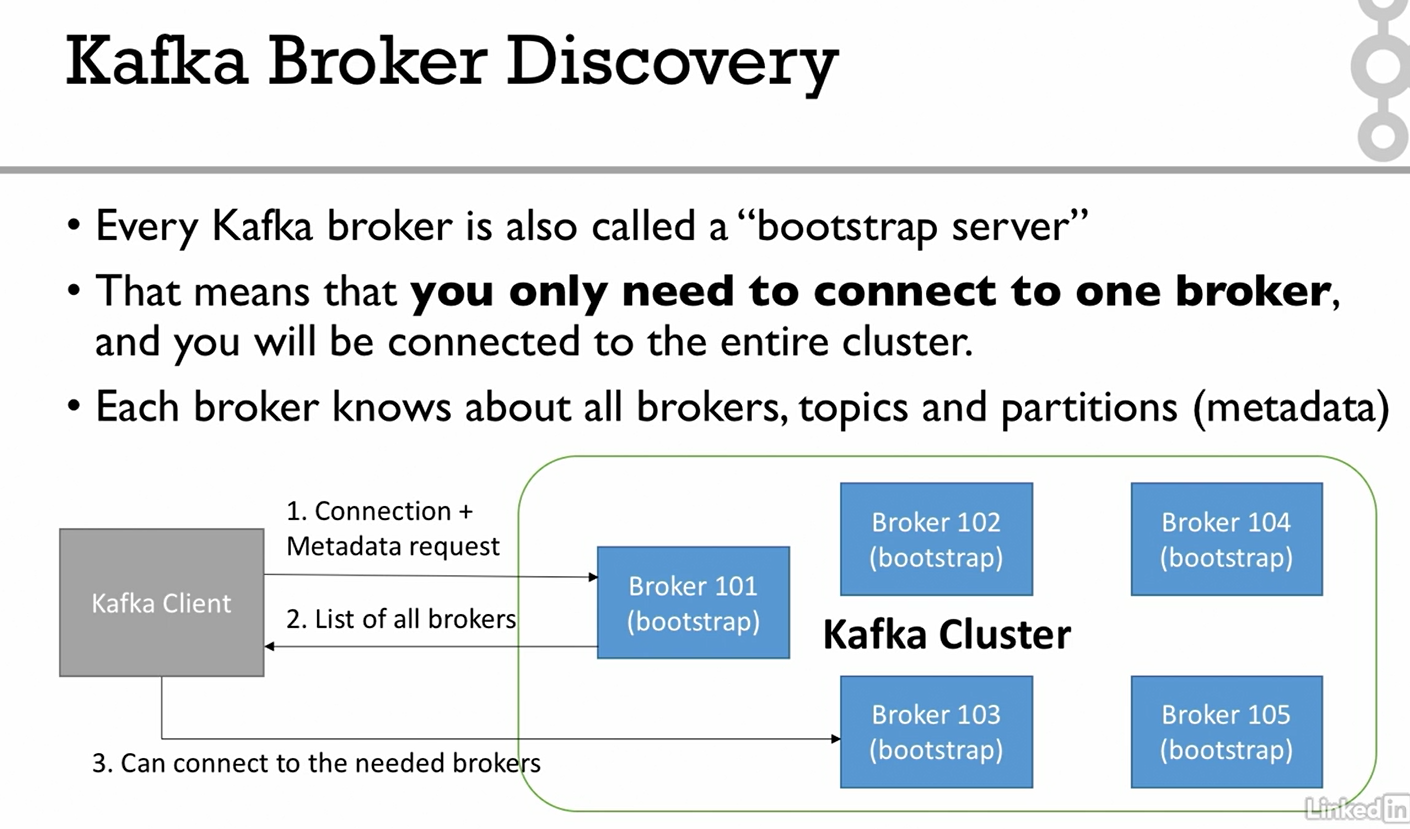 Kafka Broker Discovery
• Every Kafka broker is also called a “bootstrap server”
• That means that you only need to connect to one broker,
and you will be connected to the entire cluster.
• Each broker knows about all brokers, topics and partitions (metadata)
Kafka Client
1. Connection +
Metadata request
2. List of all brokers
3. Can connect to the needed brokers
Broker 101
(bootstrap)
Broker 102
(bootstrap)
Broker 104
(bootstrap)
Kafka Cluster
Broker 103
(bootstrap)
Broker 105
(bootstrap)
Linked in